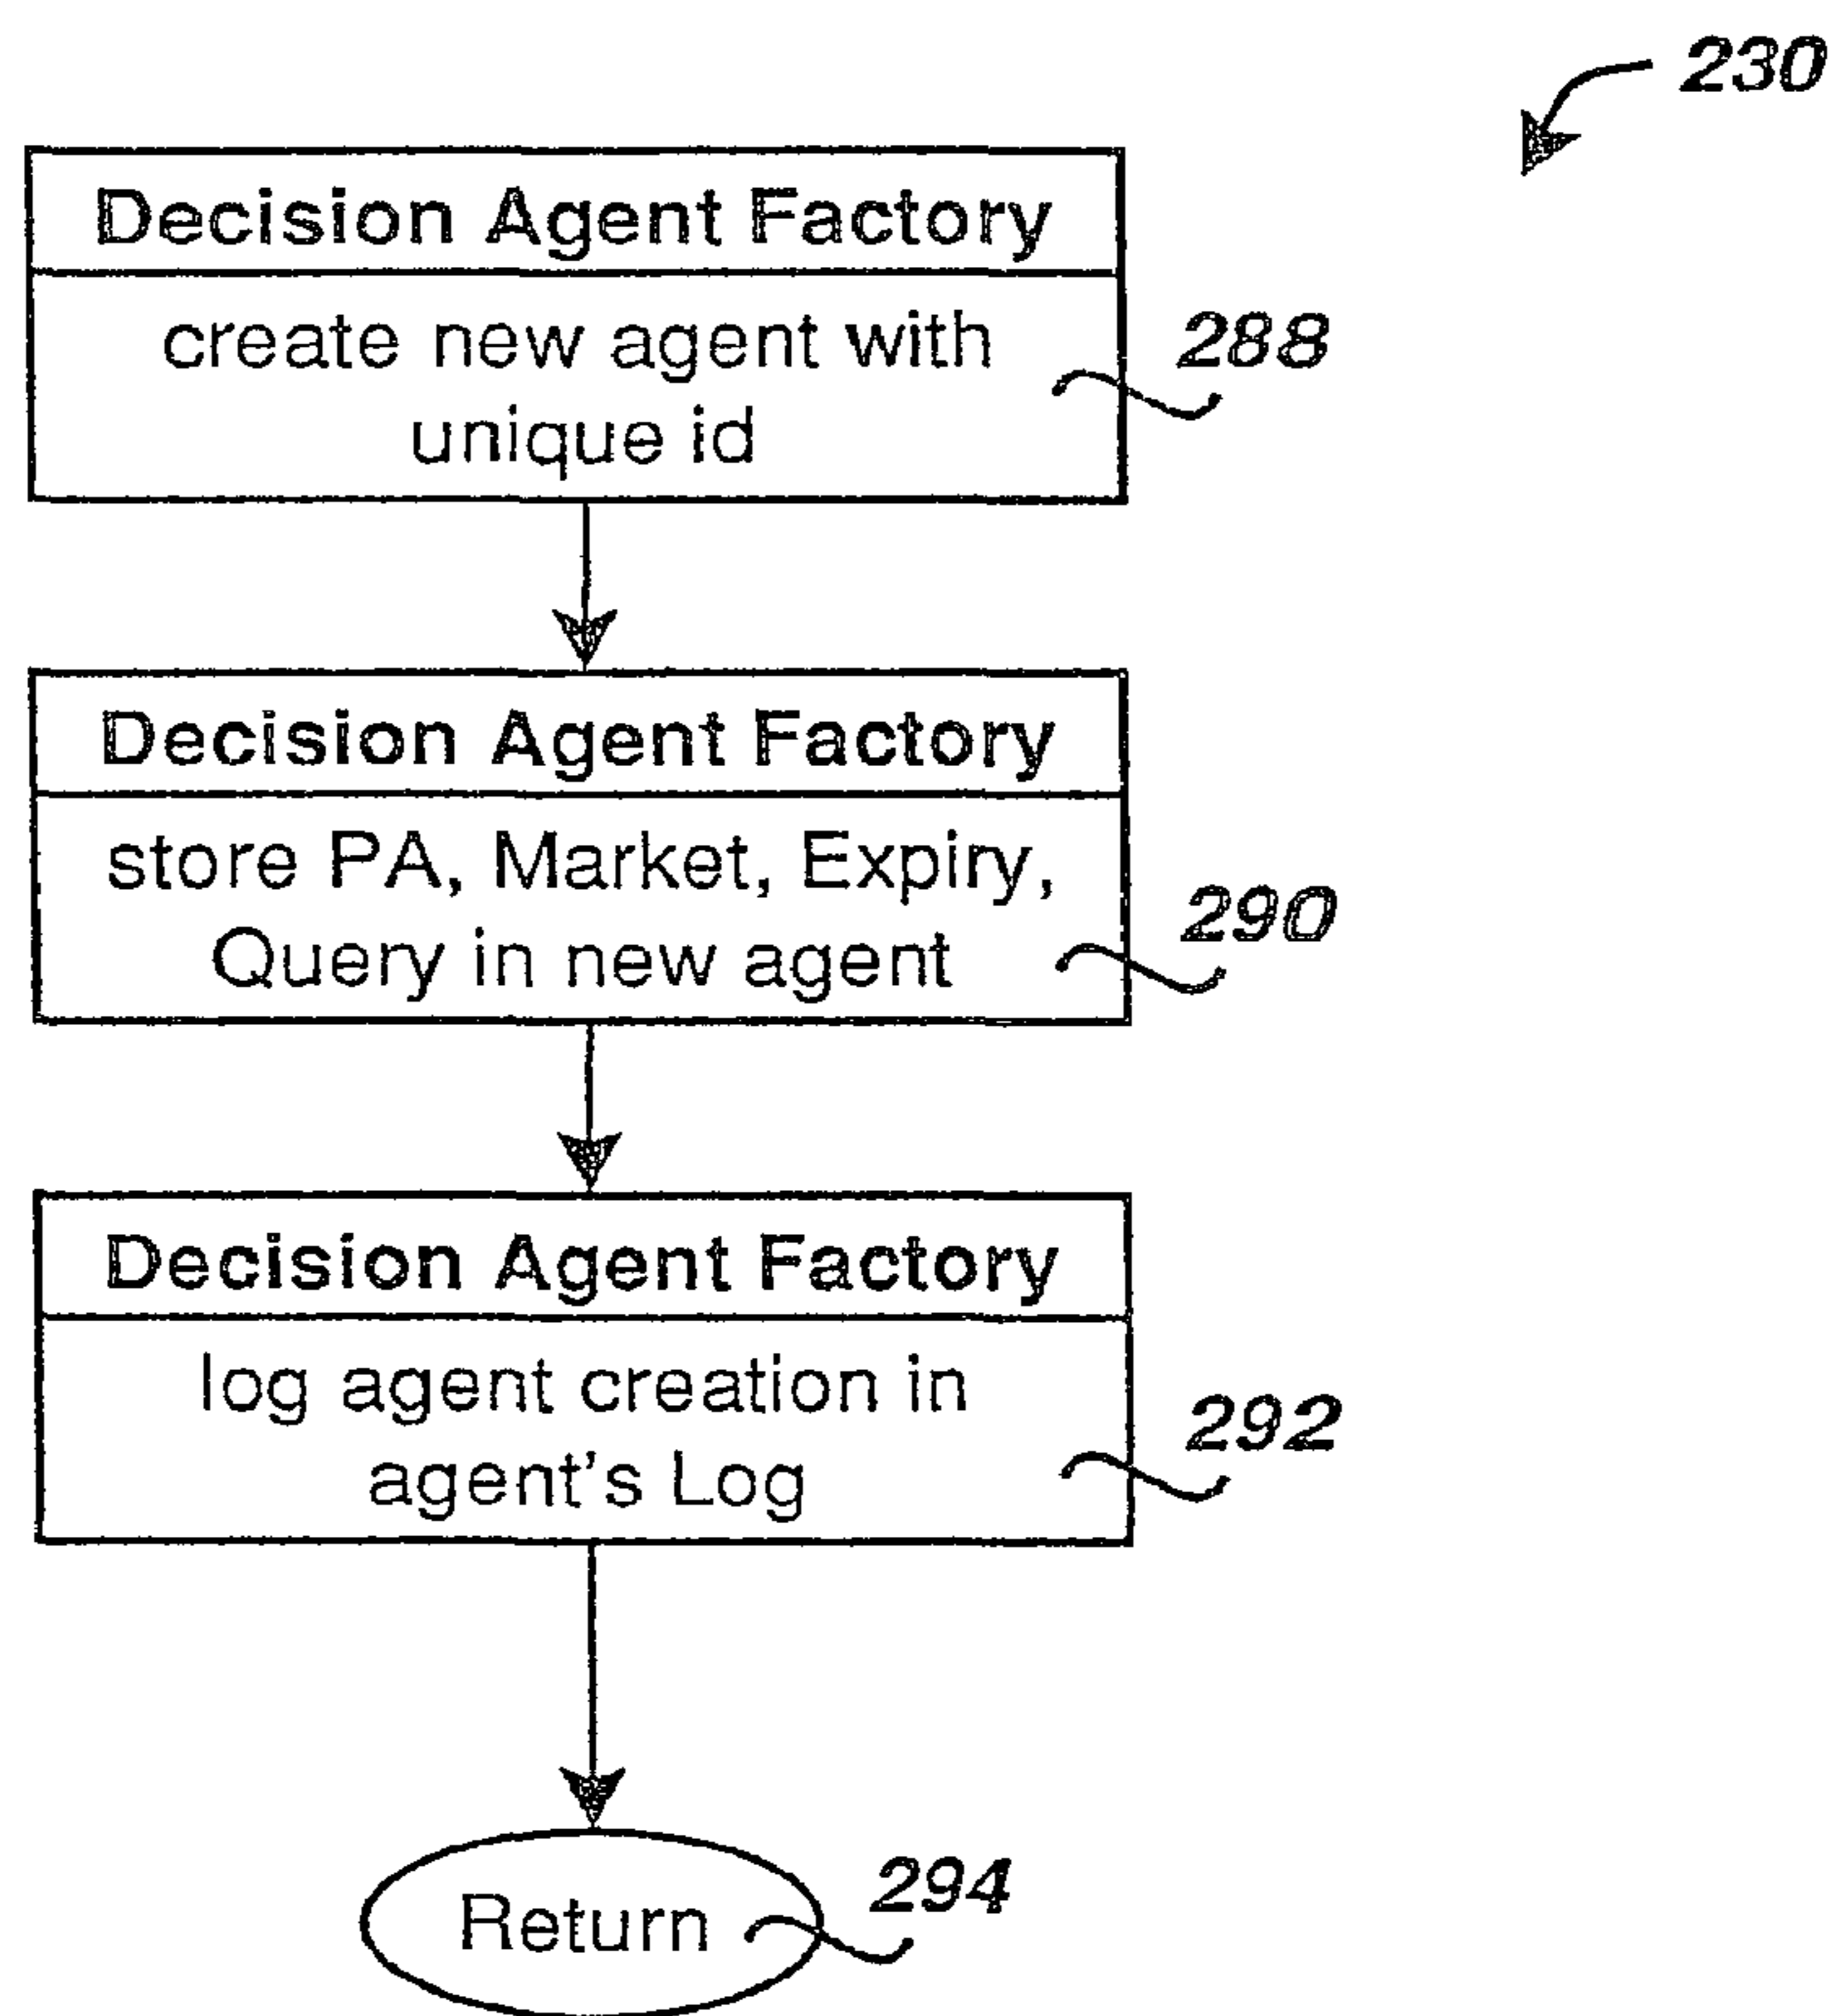 230
Decision Agent Factory
create new agent with
unique id
288
Decision Agent Factory
store PA, Market, Expiry,
Query in new agent
290
Decision Agent Factory
log agent creation in
agent's Log
292
Return
294